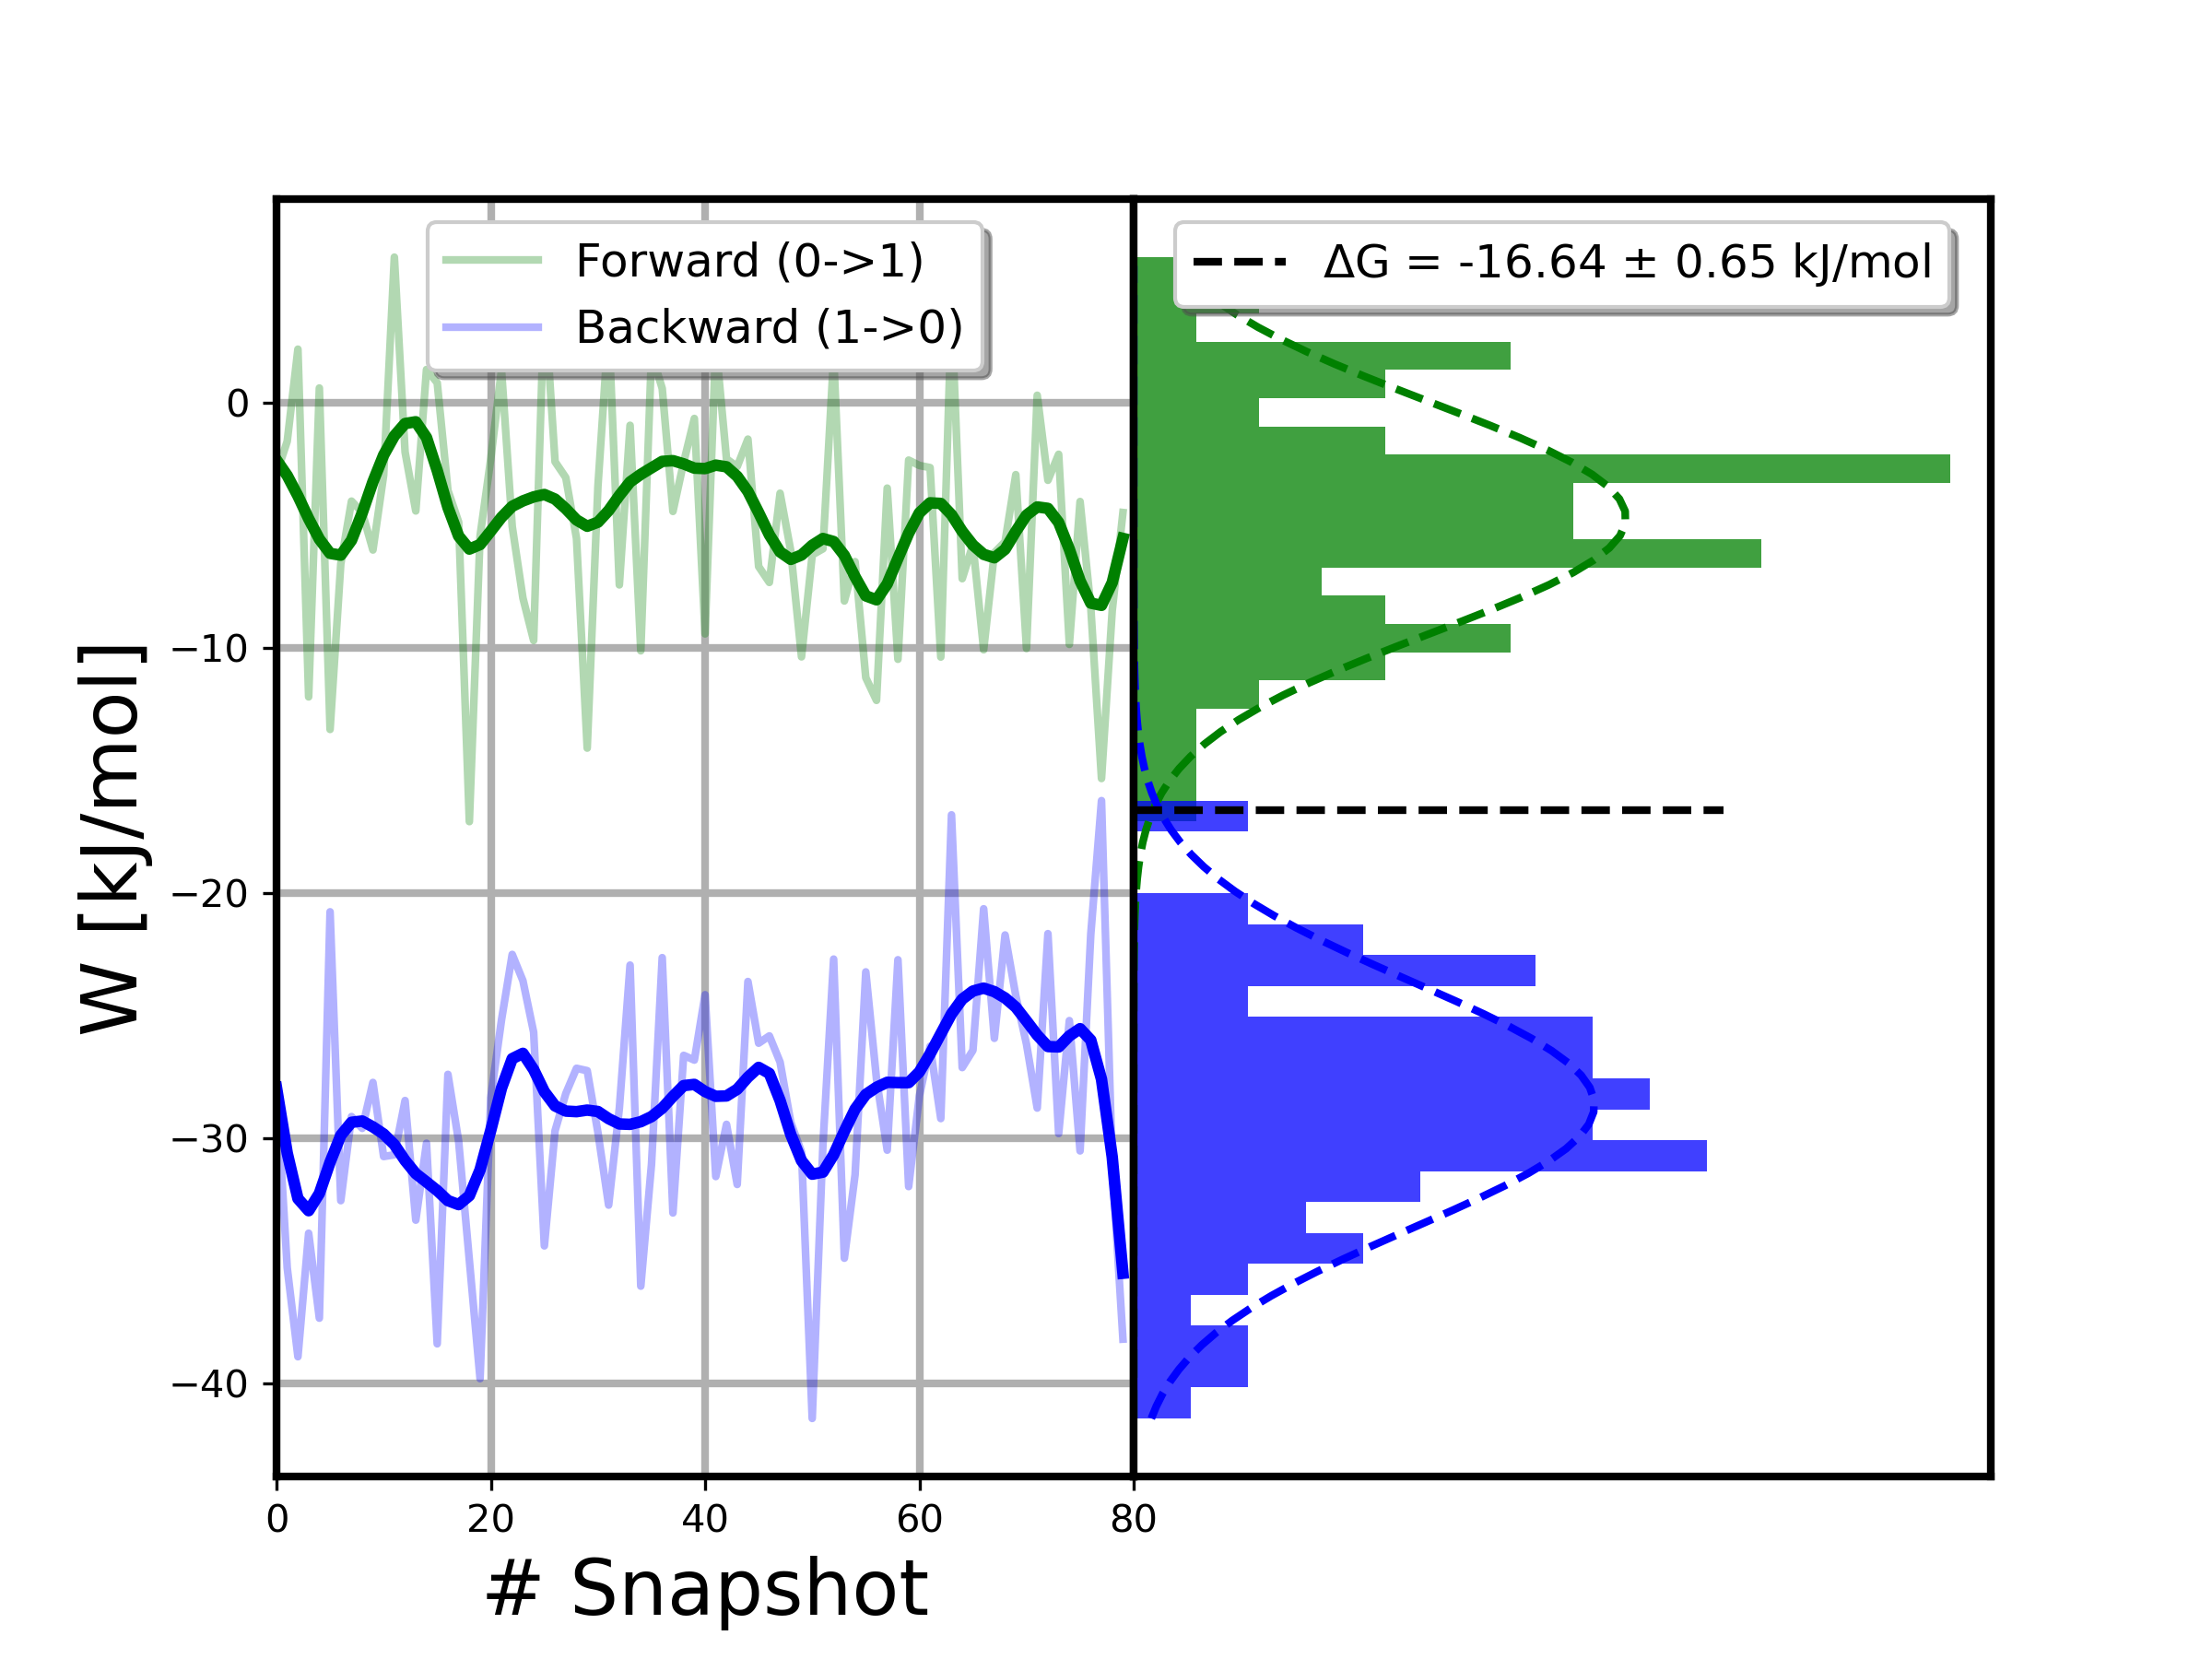 Forward (0->1)
Backward (1->0)
ΔG = -16.64 ± 0.65 kJ/mol
W [kJ/mol]
0
−10
−20
−30
−40
0 20 40 60 80
# Snapshot